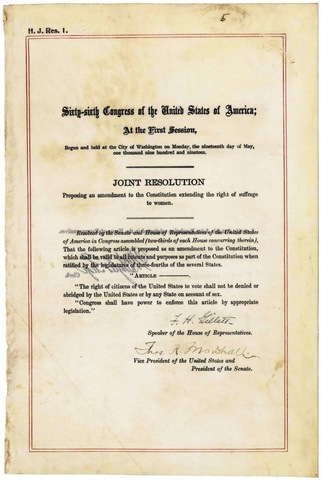 5
H. J. Res. 1.
Sixty-sixth Congress of the United States of America;
At the First Session,
Begun and held at the City of Washington on Monday, the nineteenth day of May,
one thousand nine hundred and nineteen.
JOINT RESOLUTION
Proposing an amendment to the Constitution extending the right of suffrage
to women.
Resolved by the Senate and House of Representatives of the United States
of America in Congress assembled (two-thirds of each House concurring therein),
That the following article is proposed as an amendment to the Constitution,
which shall be valid to all intents and purposes as part of the Constitution when
ratified by the legislatures of three-fourths of the several States.
"ARTICLE ————.
"The right of citizens of the United States to vote shall not be denied or
abridged by the United States or by any State on account of sex.
"Congress shall have power to enforce this article by appropriate
legislation."
F. H. Gillett
Speaker of the House of Representatives.
Thos. R. Marshall
Vice President of the United States and
President of the Senate.